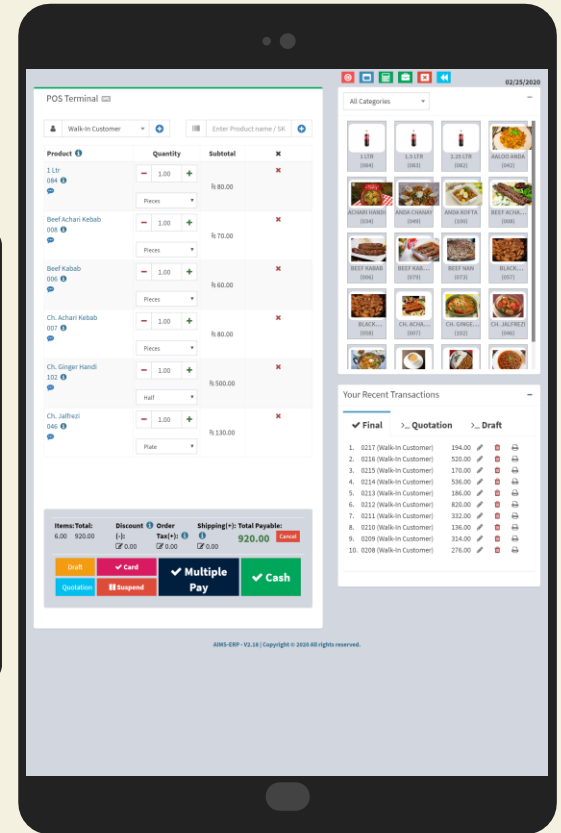 02/25/2020
POS Terminal
Walk-In Customer
Enter Product name / SK
Product Quantity Subtotal
1 Ltr
084
1.00
Pieces
₨ 80.00
Beef Achari Kebab
008
1.00
Pieces
₨ 70.00
Beef Kabab
006
1.00
Pieces
₨ 60.00
Ch. Achari Kebab
007
1.00
Pieces
₨ 80.00
Ch. Ginger Handi
102
1.00
Half
₨ 500.00
Ch. Jalfrezi
046
1.00
Plate
₨ 130.00
Items: Total: Discount (-): Order Tax(+): Shipping(+): Total Payable:
6.00 920.00 0.00 0.00 0.00 920.00 Cancel
Draft
Card
Multiple Pay
Cash
Quotation
Suspend
All Categories
1 LTR
[084]
1.5 LTR
[083]
1.25 LTR
[082]
AALOO ANDA
[042]
ACHARI HANDI
[034]
ANDA CHANAY
[049]
ANDA KOFTA
[100]
BEEF ACHA...
[008]
BEEF KABAB
[006]
BEEF KAB...
[079]
BEEF NAN
[073]
BLACK...
[057]
BLACK...
[058]
CH. ACHA...
[007]
CH. GINGE...
[102]
CH. JALFREZI
[046]
Your Recent Transactions
Final >_ Quotation >_ Draft
1. 0217 (Walk-In Customer) 194.00
2. 0216 (Walk-In Customer) 520.00
3. 0215 (Walk-In Customer) 170.00
4. 0214 (Walk-In Customer) 536.00
5. 0213 (Walk-In Customer) 186.00
6. 0212 (Walk-In Customer) 820.00
7. 0211 (Walk-In Customer) 332.00
8. 0210 (Walk-In Customer) 136.00
9. 0209 (Walk-In Customer) 314.00
10. 0208 (Walk-In Customer) 276.00
AIMS-ERP - V2.16 | Copyright © 2020 All rights reserved.